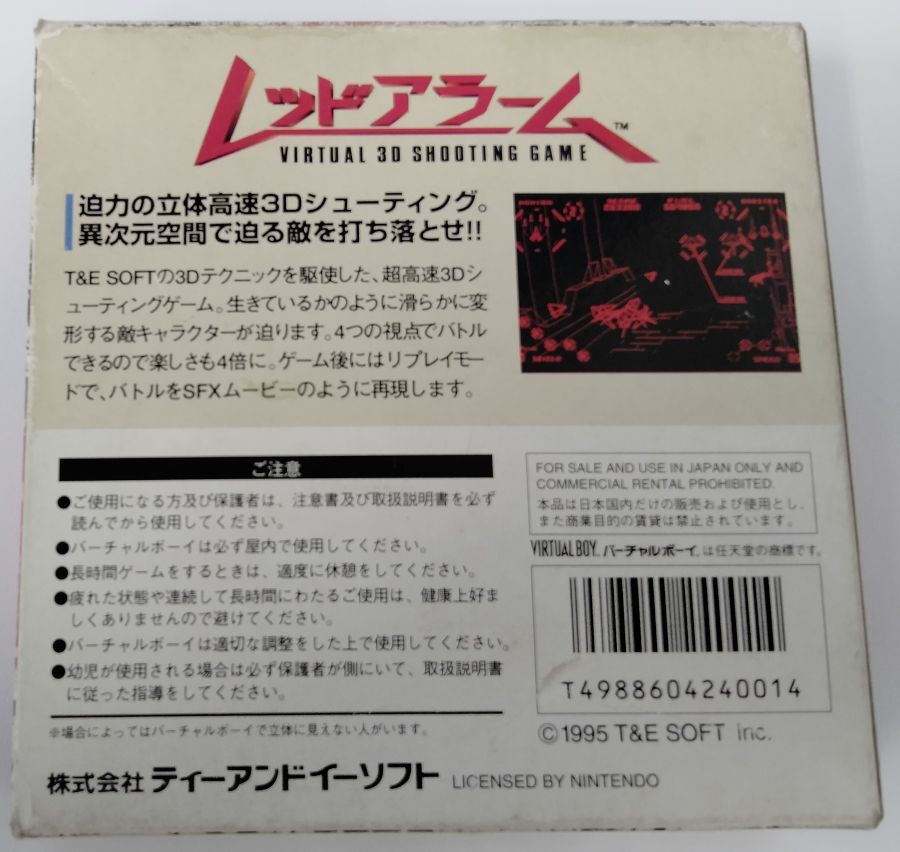 レッドアラーム™
VIRTUAL 3D SHOOTING GAME
迫力の立体高速3Dシューティング。
異次元空間で迫る敵を打ち落とせ!!
T&E SOFTの3Dテクニックを駆使した、超高速3Dシ
ューティングゲーム。生きているかのように滑らかに変
形する敵キャラクターが迫ります。4つの視点でバトル
できるので楽しさも4倍に。ゲーム後にはリプレイモー
ドで、バトルをSFXムービーのように再現します。
ご注意
●ご使用になる方及び保護者は、注意書及び取扱説明書を必ず
読んでから使用してください。
●バーチャルボーイは必ず屋内で使用してください。
●長時間ゲームをするときは、適度に休憩をしてください。
●疲れた状態や連続して長時間にわたるご使用は、健康上好ま
しくありませんので避けてください。
●バーチャルボーイは適切な調整をした上で使用してください。
●幼児が使用される場合は必ず保護者が側にいて、取扱説明書
に従った指導をしてください。
※場合によってはバーチャルボーイで立体に見えない人がいます。
FOR SALE AND USE IN JAPAN ONLY AND
COMMERCIAL RENTAL PROHIBITED.
本品は日本国内だけの販売および使用とし、
また商業目的の賃貸は禁止されています。
VIRTUAL BOY, バーチャルボーイ, は任天堂の商標です。
T4988604240014
©1995 T&E SOFT Inc.
株式会社 ティーアンドイーソフト LICENSED BY NINTENDO